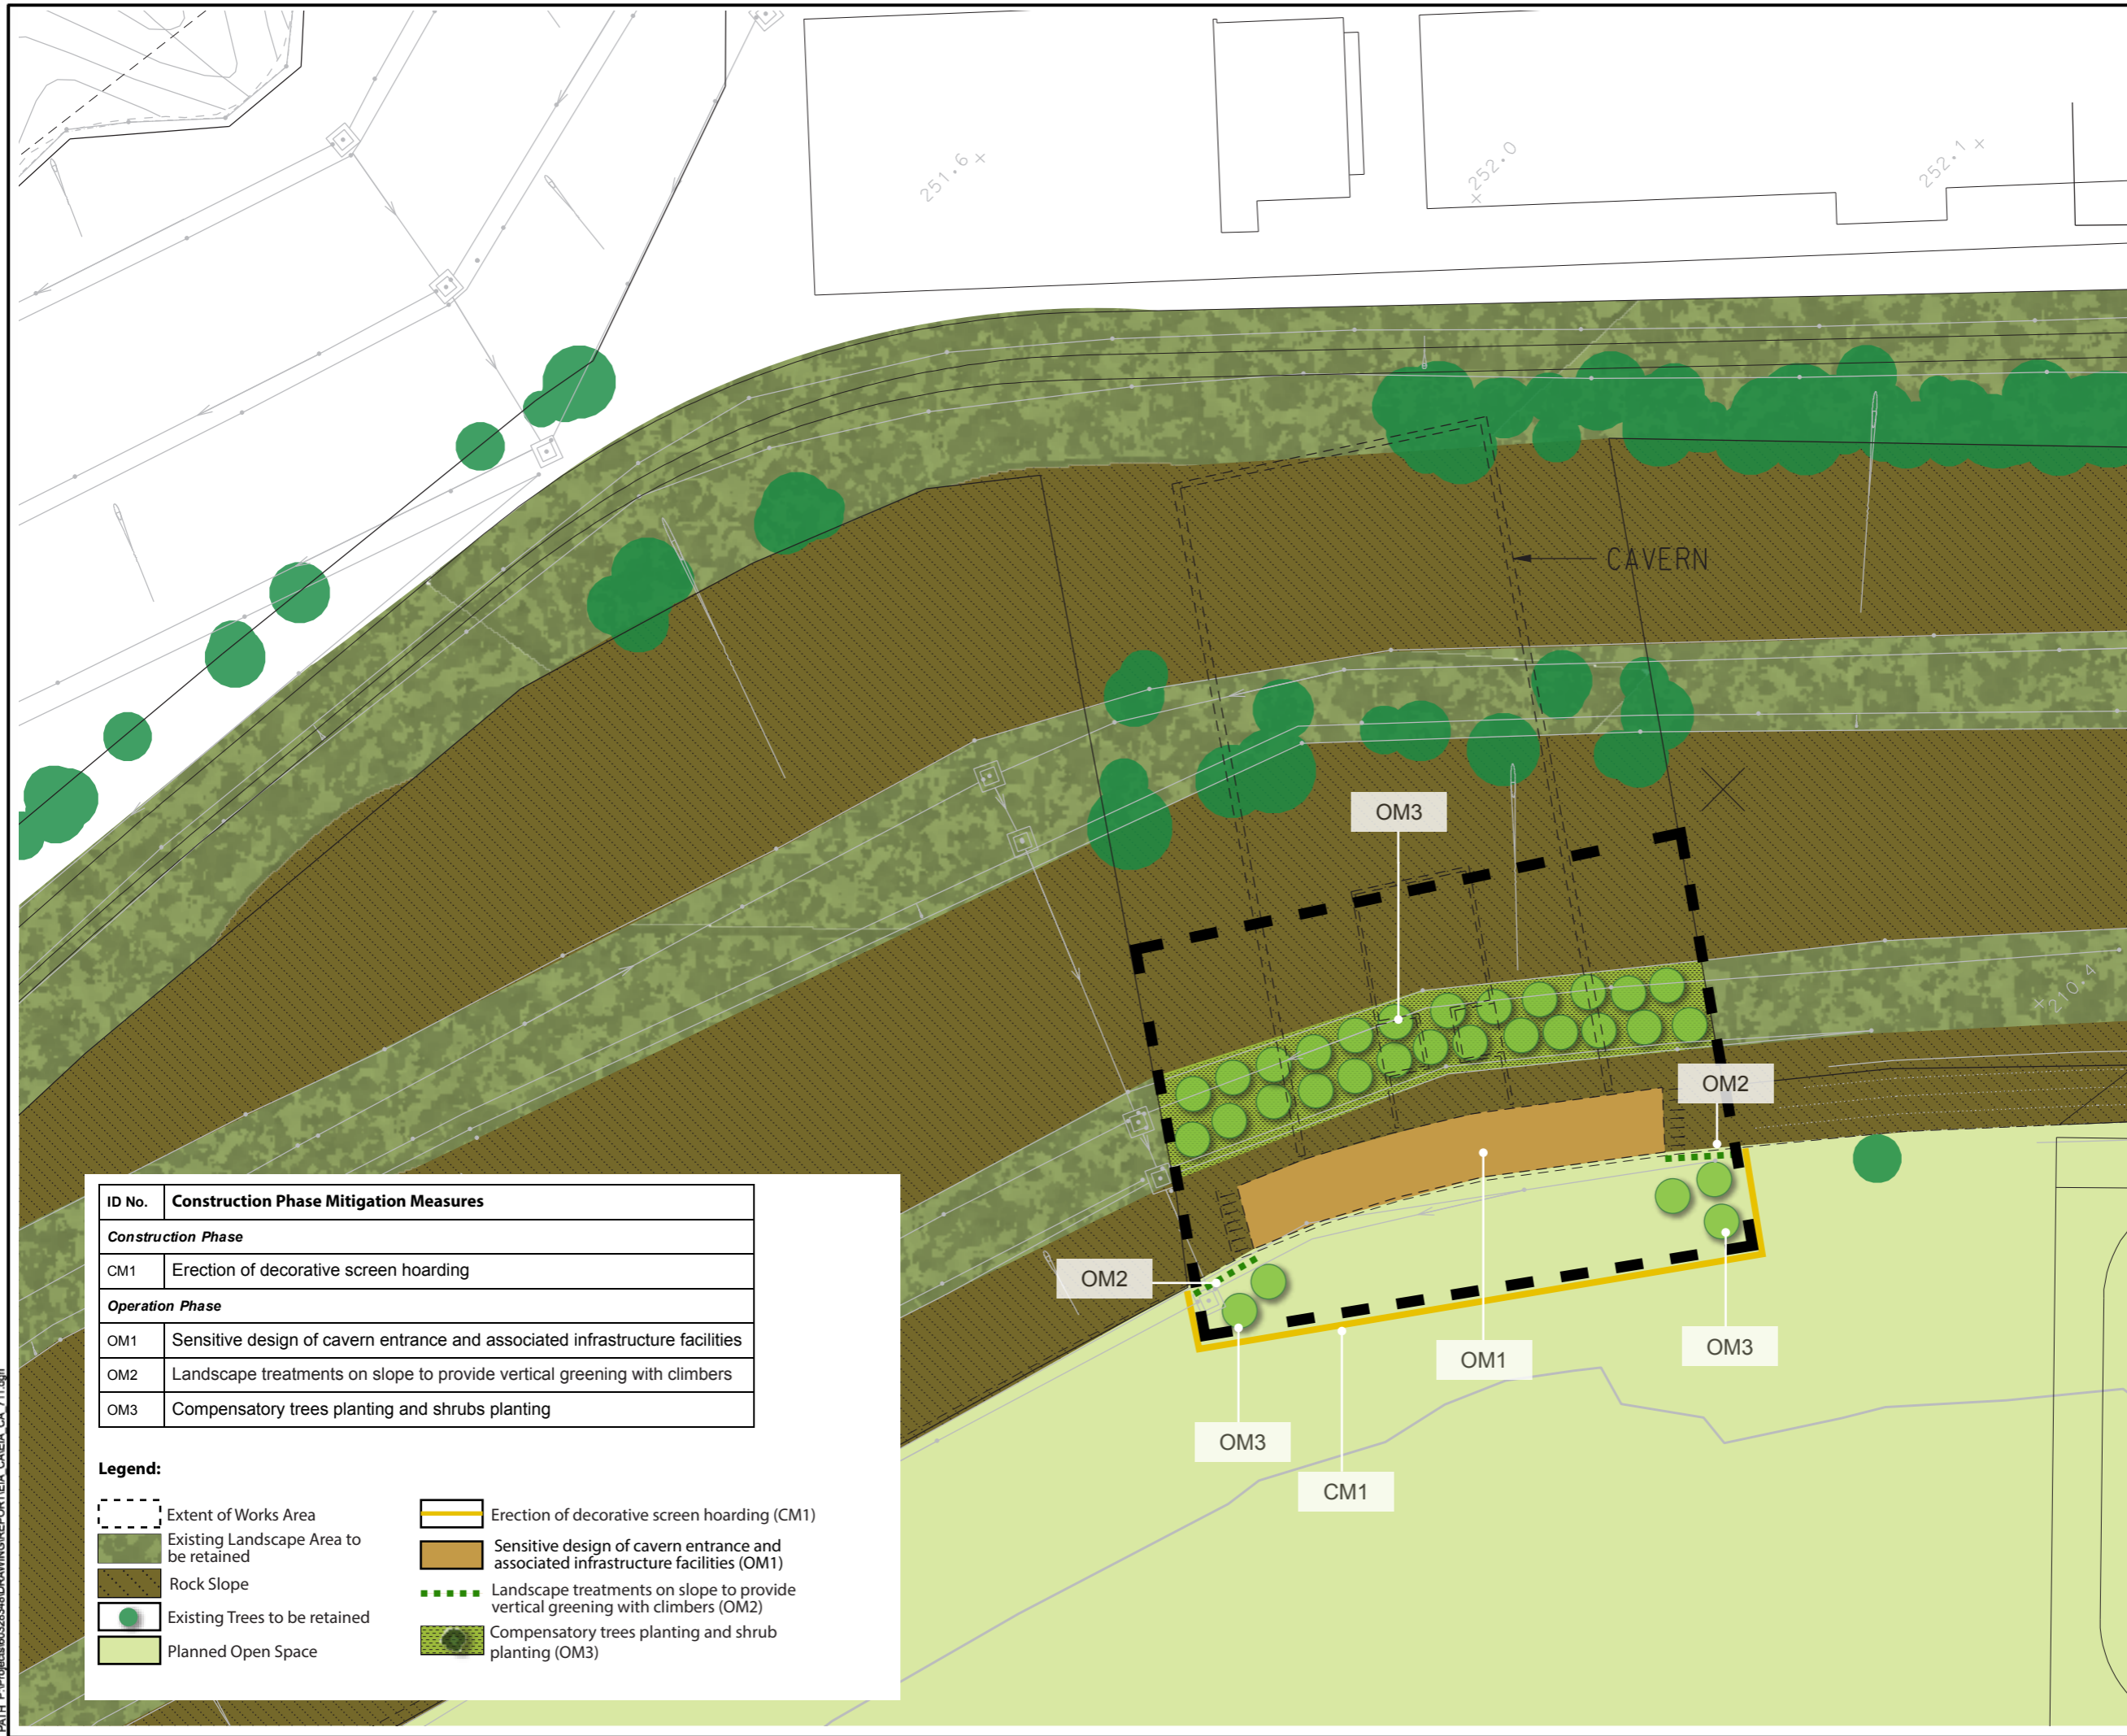 251.6
252.0
252.1
CAVERN
OM3
210.4
OM2
OM2
OM1
OM3
OM3
CM1
ID No. Construction Phase Mitigation Measures
Construction Phase
CM1 Erection of decorative screen hoarding
Operation Phase
OM1 Sensitive design of cavern entrance and associated infrastructure facilities
OM2 Landscape treatments on slope to provide vertical greening with climbers
OM3 Compensatory trees planting and shrubs planting
Legend:
Extent of Works Area
Existing Landscape Area to
be retained
Rock Slope
Existing Trees to be retained
Planned Open Space
Erection of decorative screen hoarding (CM1)
Sensitive design of cavern entrance and
associated infrastructure facilities (OM1)
Landscape treatments on slope to provide
vertical greening with climbers (OM2)
Compensatory trees planting and shrub
planting (OM3)